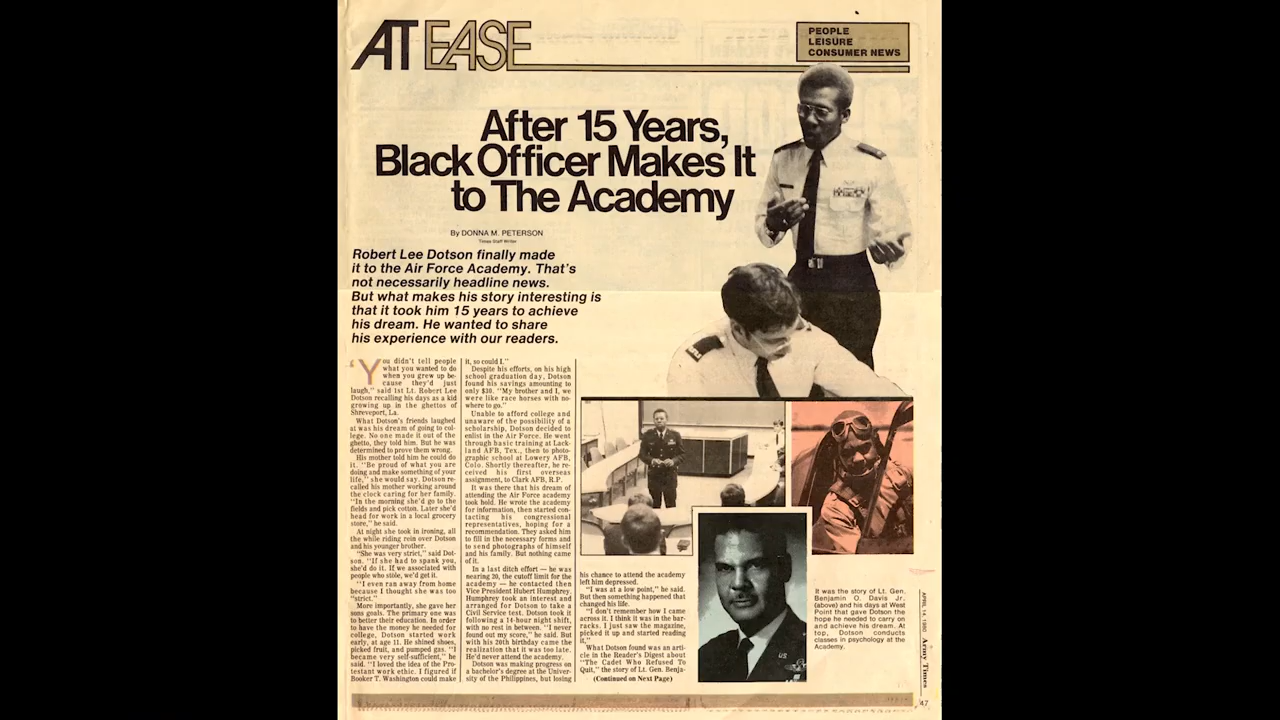 AT EASE
PEOPLE
LEISURE
CONSUMER NEWS
After 15 Years,
Black Officer Makes It
to The Academy
By DONNA M. PETERSON
Times Staff Writer
Robert Lee Dotson finally made
it to the Air Force Academy. That's
not necessarily headline news.
But what makes his story interesting is
that it took him 15 years to achieve
his dream. He wanted to share
his experience with our readers.
'You didn't tell people
what you wanted to do
when you grew up be-
cause they'd just
laugh," said 1st Lt. Robert Lee
Dotson recalling his days as a kid
growing up in the ghettos of
Shreveport, La.
What Dotson's friends laughed
at was his dream of going to col-
lege. No one made it out of the
ghetto, they told him. But he was
determined to prove them wrong.
His mother told him he could do
it. "Be proud of what you are
doing and make something of your
life," she would say. Dotson re-
called his mother working around
the clock caring for her family.
"In the morning she'd go to the
fields and pick cotton. Later she'd
head for work in a local grocery
store," he said.
At night she took in ironing, all
the while riding rein over Dotson
and his younger brother.
"She was very strict," said Dot-
son. "If she had to spank you,
she'd do it. If we associated with
people who stole, we'd get it.
"I even ran away from home
because I thought she was too
"strict."
More importantly, she gave her
sons goals. The primary one was
to better their education. In order
to have the money he needed for
college, Dotson started work
early, at age 11. He shined shoes,
picked fruit, and pumped gas. "I
became very self-sufficient," he
said. "I loved the idea of the Pro-
testant work ethic. I figured if
Booker T. Washington could make
it, so could I."
Despite his efforts, on his high
school graduation day, Dotson
found his savings amounting to
only $30. "My brother and I, we
were like race horses with no-
where to go."
Unable to afford college and
unaware of the possibility of a
scholarship, Dotson decided to
enlist in the Air Force. He went
through basic training at Lack-
land AFB, Tex., then to photo-
graphic school at Lowery AFB,
Colo. Shortly thereafter, he re-
ceived his first overseas
assignment, to Clark AFB, R.P.
It was there that his dream of
attending the Air Force academy
took hold. He wrote the academy
for information, then started con-
tacting his congressional
representatives, hoping for a
recommendation. They asked him
to fill in the necessary forms and
to send photographs of himself
and his family. But nothing came
of it.
In a last ditch effort — he was
nearing 20, the cutoff limit for the
academy — he contacted then
Vice President Hubert Humphrey.
Humphrey took an interest and
arranged for Dotson to take a
Civil Service test. Dotson took it
following a 14-hour night shift,
with no rest in between. "I never
found out my score," he said. But
with his 20th birthday came the
realization that it was too late.
He'd never attend the academy.
Dotson was making progress on
a bachelor's degree at the Univer-
sity of the Philippines, but losing
his chance to attend the academy
left him depressed.
"I was at a low point," he said.
But then something happened that
changed his life.
"I don't remember how I came
across it. I think it was in the bar-
racks. I just saw the magazine,
picked it up and started reading
it."
What Dotson found was an arti-
cle in the Reader's Digest about
"The Cadet Who Refused To
Quit," the story of Lt. Gen. Benja-
(Continued on Next Page)
US
It was the story of Lt. Gen.
Benjamin O. Davis Jr.
(above) and his days at West
Point that gave Dotson the
hope he needed to carry on
and achieve his dream. At
top, Dotson conducts
classes in psychology at the
Academy.
APRIL 14, 1980 Army Times
47